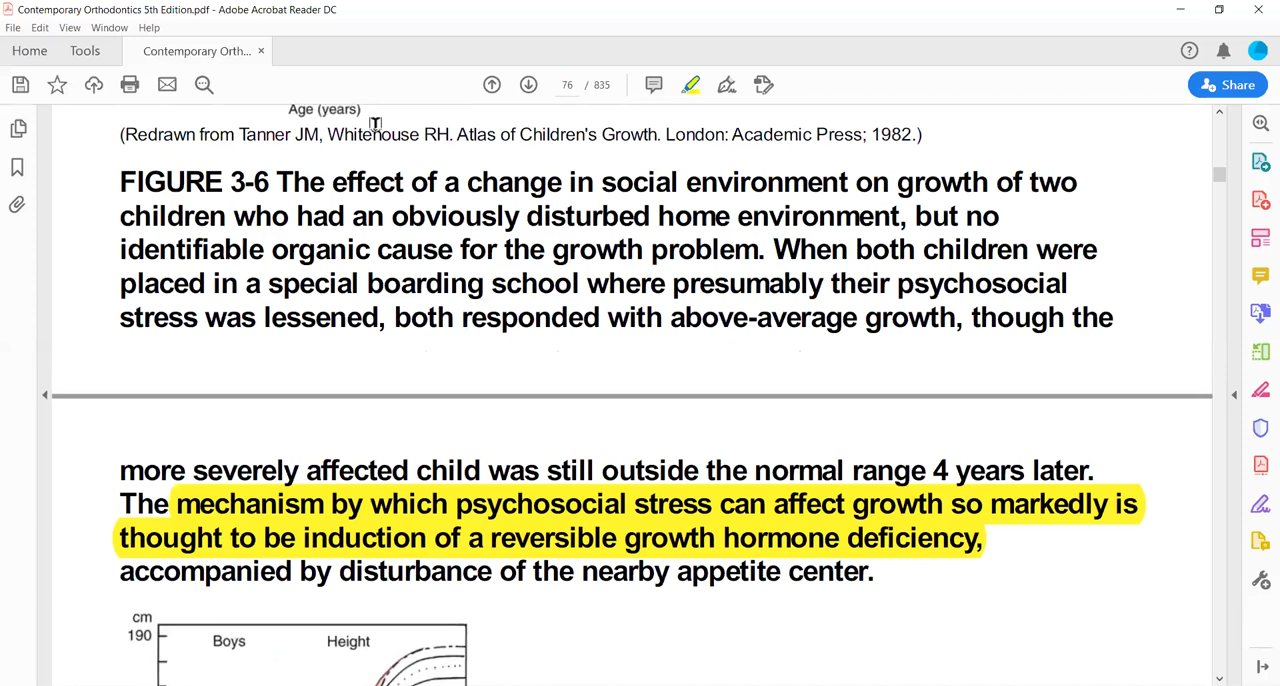 Contemporary Orthodontics 5th Edition.pdf - Adobe Acrobat Reader DC
File Edit View Window Help
Home Tools Contemporary Orth... ×
76 / 835 Share
Age (years)
(Redrawn from Tanner JM, Whitehouse RH. Atlas of Children's Growth. London: Academic Press; 1982.)
FIGURE 3-6 The effect of a change in social environment on growth of two
children who had an obviously disturbed home environment, but no
identifiable organic cause for the growth problem. When both children were
placed in a special boarding school where presumably their psychosocial
stress was lessened, both responded with above-average growth, though the
more severely affected child was still outside the normal range 4 years later.
The mechanism by which psychosocial stress can affect growth so markedly is
thought to be induction of a reversible growth hormone deficiency,
accompanied by disturbance of the nearby appetite center.
cm
190 Boys Height